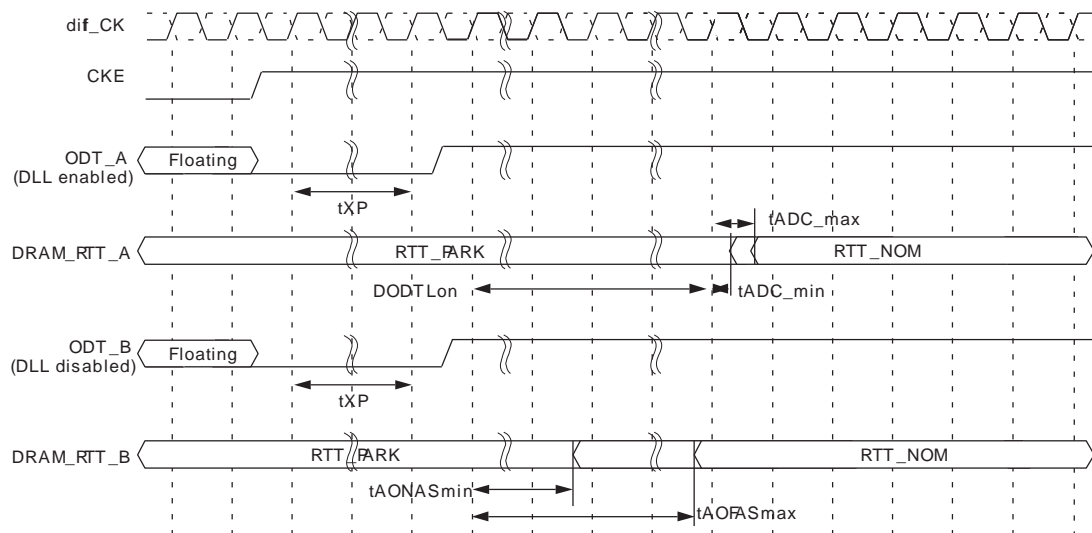 dif_CK
CKE
ODT_A
(DLL enabled)
Floating
tXP
tADC_max
DRAM_RTT_A
RTT_PARK
RTT_NOM
DODTLon
tADC_min
ODT_B
(DLL disabled)
Floating
tXP
DRAM_RTT_B
RTT_PARK
RTT_NOM
tAONASmin
tAOFASmax